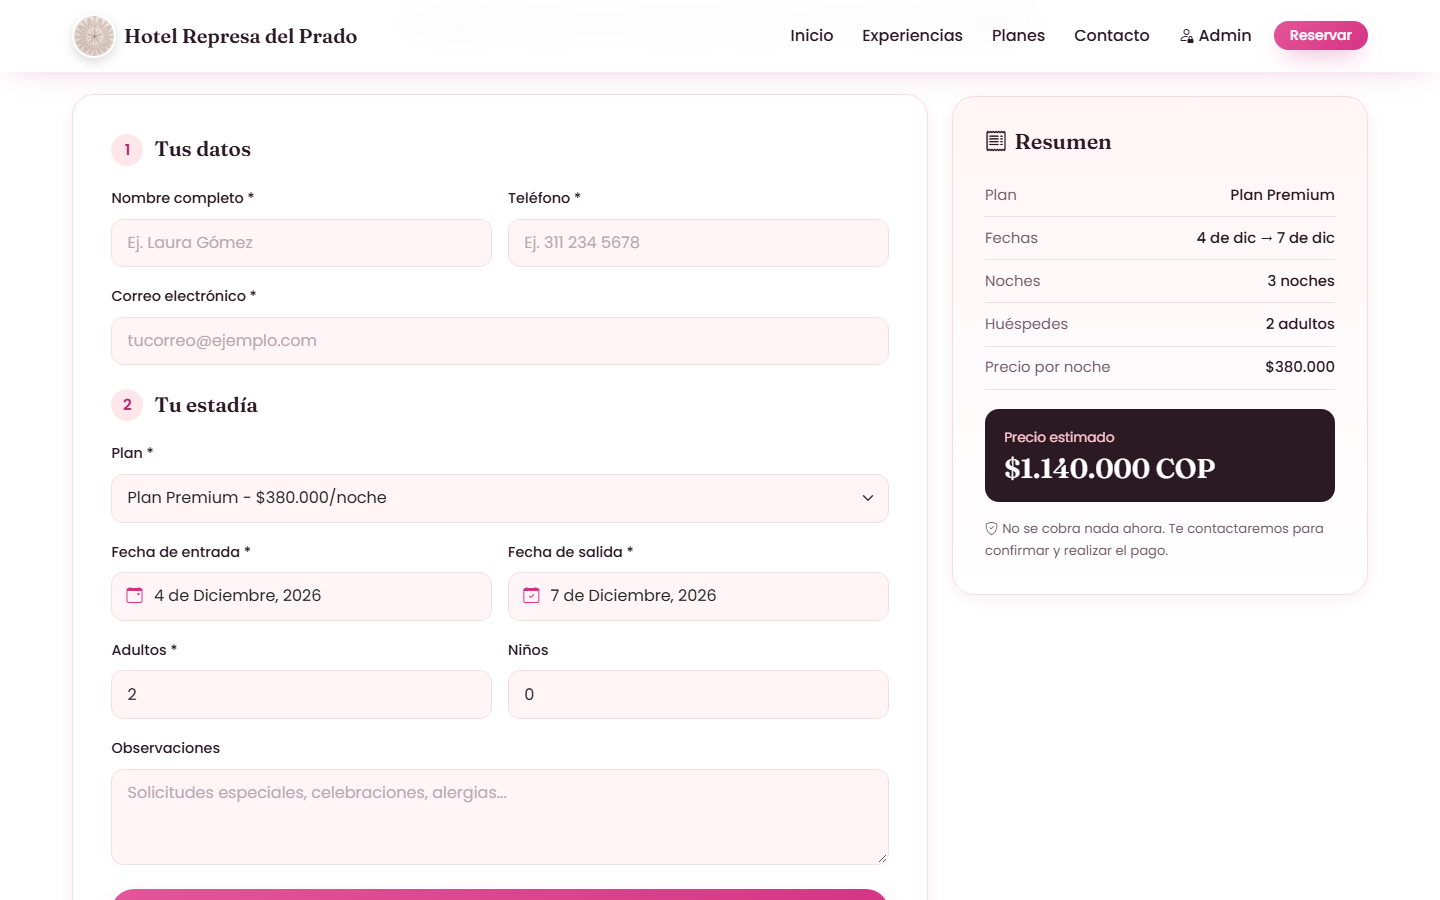 Hotel Represa del Prado
Inicio
Experiencias
Planes
Contacto
Admin
Reservar
1 Tus datos
Nombre completo *
Teléfono *
Ej. Laura Gómez
Ej. 311 234 5678
Correo electrónico *
tucorreo@ejemplo.com
2 Tu estadía
Plan *
Plan Premium - $380.000/noche
Fecha de entrada *
Fecha de salida *
4 de Diciembre, 2026
7 de Diciembre, 2026
Adultos *
Niños
2
0
Observaciones
Solicitudes especiales, celebraciones, alergias...
Resumen
Plan Plan Premium
Fechas 4 de dic → 7 de dic
Noches 3 noches
Huéspedes 2 adultos
Precio por noche $380.000
Precio estimado
$1.140.000 COP
No se cobra nada ahora. Te contactaremos para
confirmar y realizar el pago.